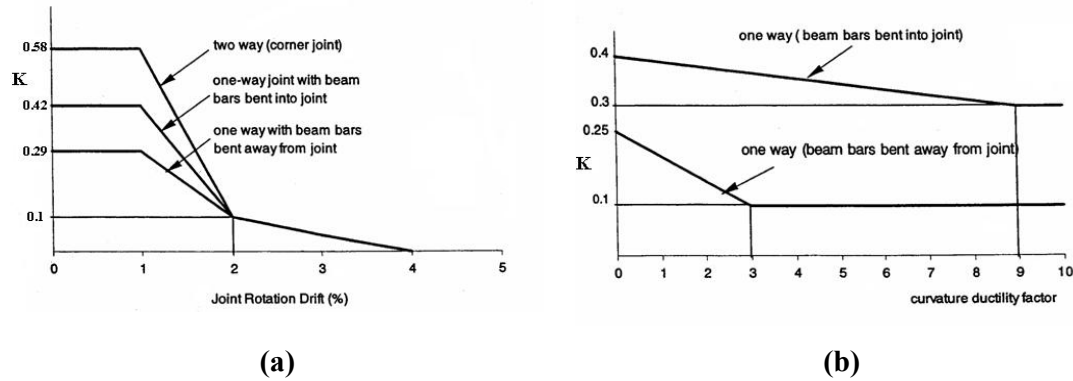 0.58
K
0.42
0.29
0.1
two way (corner joint)
one-way joint with beam
bars bent into joint
one way with beam bars
bent away from joint
0 1 2 3 4 5
Joint Rotation Drift (%)
(a)
0.4
0.3
0.25
K
0.1
one way ( beam bars bent into joint)
one way (beam bars bent away from joint)
0 1 2 3 4 5 6 7 8 9 10
curvature ductility factor
(b)